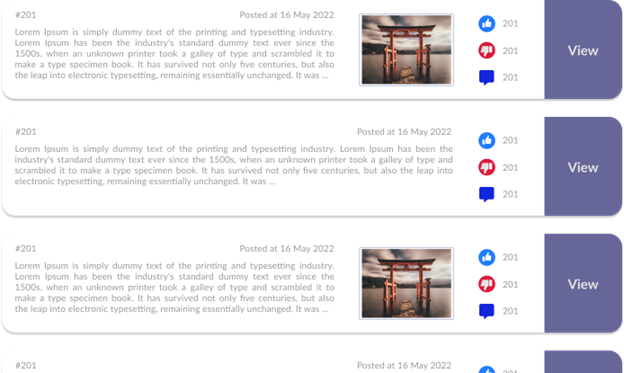 #201 Posted at 16 May 2022
Lorem Ipsum is simply dummy text of the printing and typesetting industry.
Lorem Ipsum has been the industry's standard dummy text ever since the
1500s, when an unknown printer took a galley of type and scrambled it to
make a type specimen book. It has survived not only five centuries, but also
the leap into electronic typesetting, remaining essentially unchanged. It was ...
201
201
201
View
#201 Posted at 16 May 2022
Lorem Ipsum is simply dummy text of the printing and typesetting industry. Lorem Ipsum has been the
industry's standard dummy text ever since the 1500s, when an unknown printer took a galley of type and
scrambled it to make a type specimen book. It has survived not only five centuries, but also the leap into
electronic typesetting, remaining essentially unchanged. It was ...
201
201
201
View
#201 Posted at 16 May 2022
Lorem Ipsum is simply dummy text of the printing and typesetting industry.
Lorem Ipsum has been the industry's standard dummy text ever since the
1500s, when an unknown printer took a galley of type and scrambled it to
make a type specimen book. It has survived not only five centuries, but also
the leap into electronic typesetting, remaining essentially unchanged. It was ...
201
201
201
View
#201 Posted at 16 May 2022
201